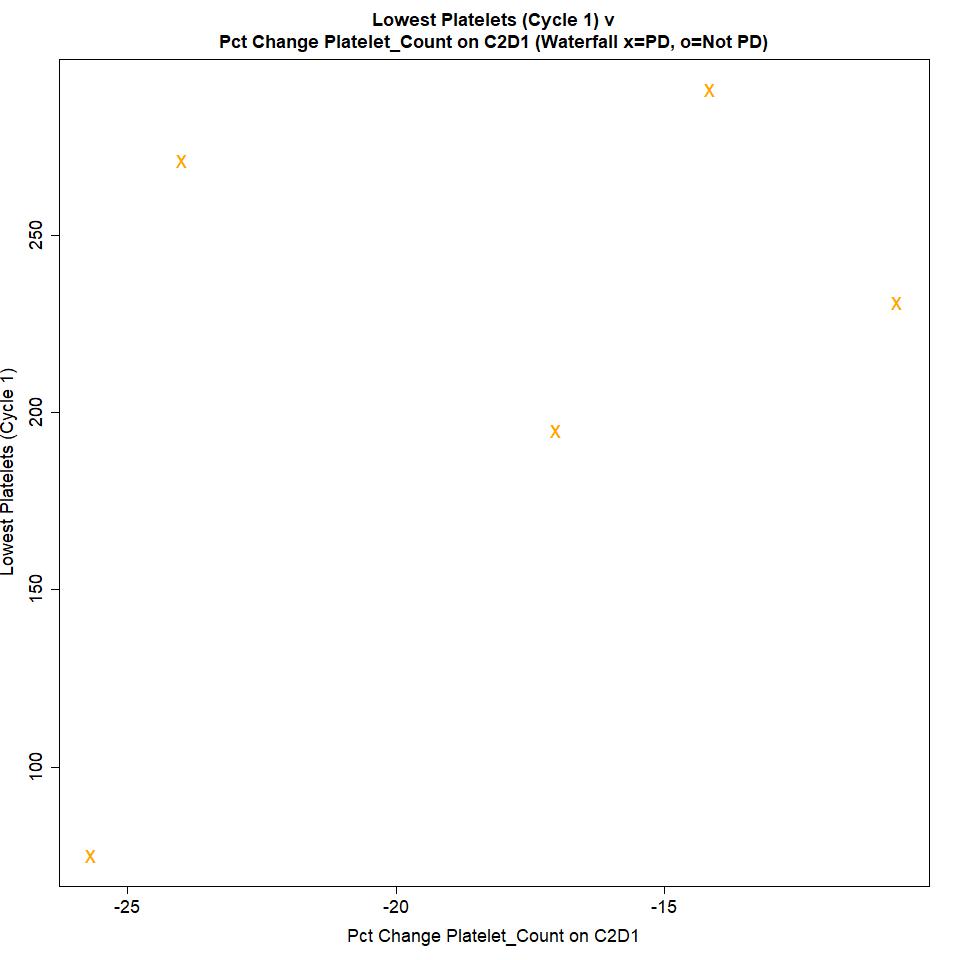 Lowest Platelets (Cycle 1) v
Pct Change Platelet_Count on C2D1 (Waterfall x=PD, o=Not PD)
X
X
250
X
200
X
Lowest Platelets (Cycle 1)
150
100
X
-25 -20 -15
Pct Change Platelet_Count on C2D1